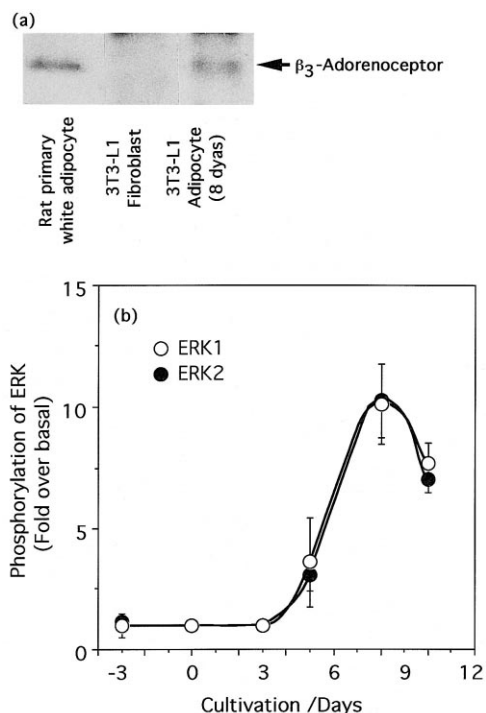 (a)
β3-Adorenoceptor
Rat primary
white adipocyte
3T3-L1
Fibroblast
3T3-L1
Adipocyte
(8 dyas)
(b)
ERK1
ERK2
15
10
5
0
Phosphorylation of ERK
(Fold over basal)
-3 0 3 6 9 12
Cultivation /Days